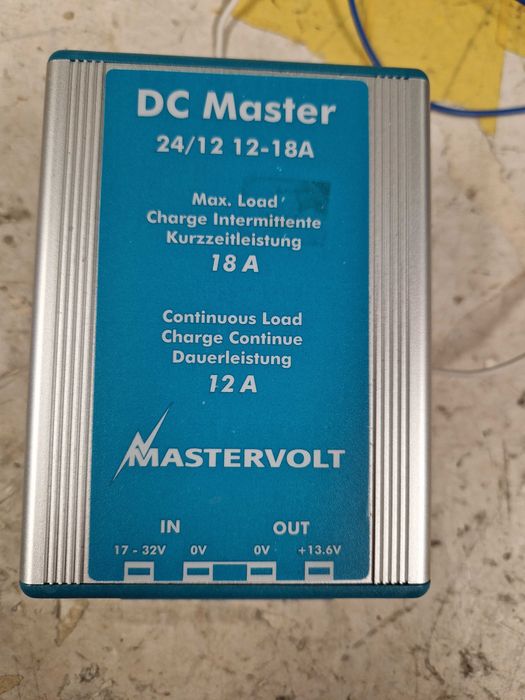 DC Master
24/12 12-18A
Max. Load
Charge Intermittente
Kurzzeitleistung
18 A
Continuous Load
Charge Continue
Dauerleistung
12 A
MASTERVOLT
IN OUT
17 - 32V 0V 0V +13.6V